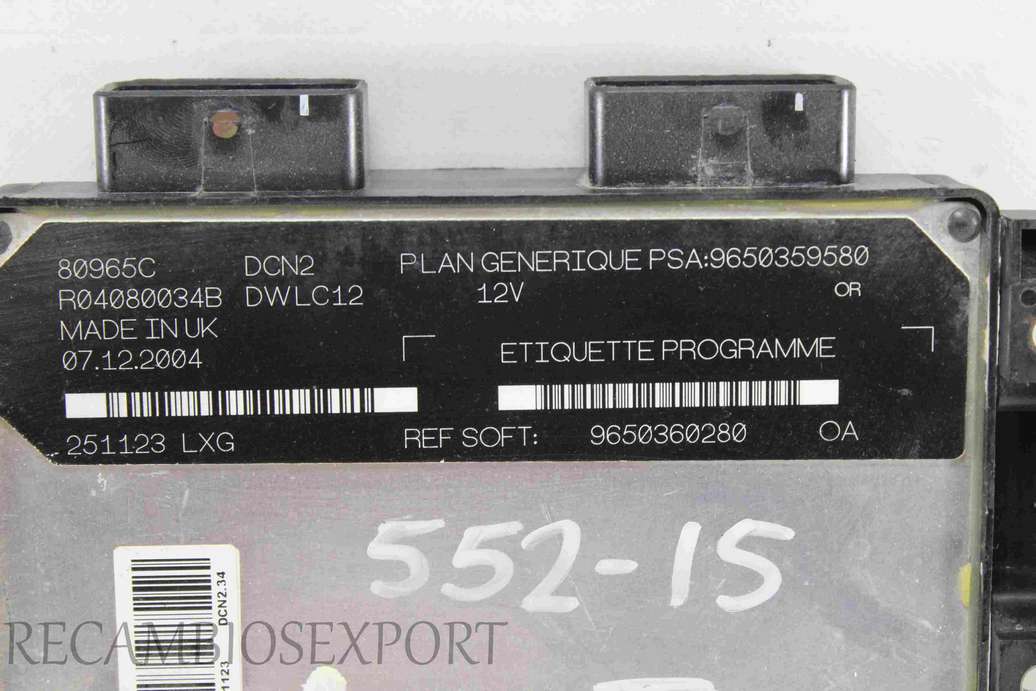 80965C DCN2 PLAN GENERIQUE PSA:9650359580
R04080034B DWLC12 12V OR
MADE IN UK
07.12.2004
ETIQUETTE PROGRAMME
251123 LXG REF SOFT: 9650360280 OA
552-15
DCN2.34
1123
RECAMBIOSEXPORT